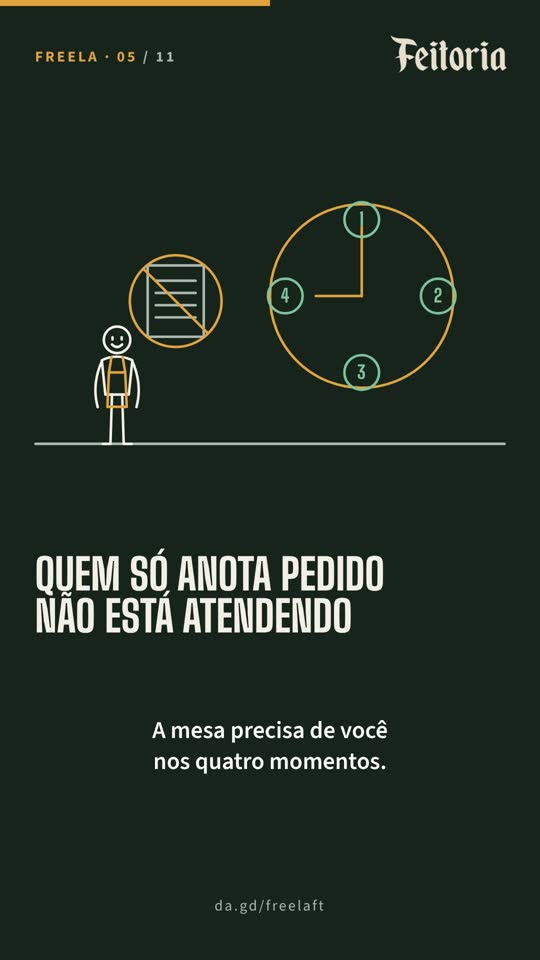 FREELA · 05 / 11
Feitoria
1
4
2
3
QUEM SÓ ANOTA PEDIDO
NÃO ESTÁ ATENDENDO
A mesa precisa de você
nos quatro momentos.
da.gd/freelaft